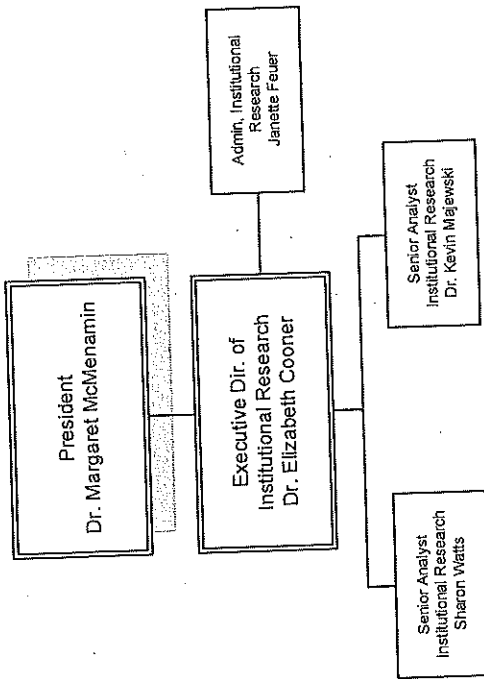 President
Dr. Margaret McMenamin
Executive Dir. of
Institutional Research
Dr. Elizabeth Cooner
Admin, Institutional
Research
Janette Feuer
Senior Analyst
Institutional Research
Sharon Watts
Senior Analyst
Institutional Research
Dr. Kevin Majewski